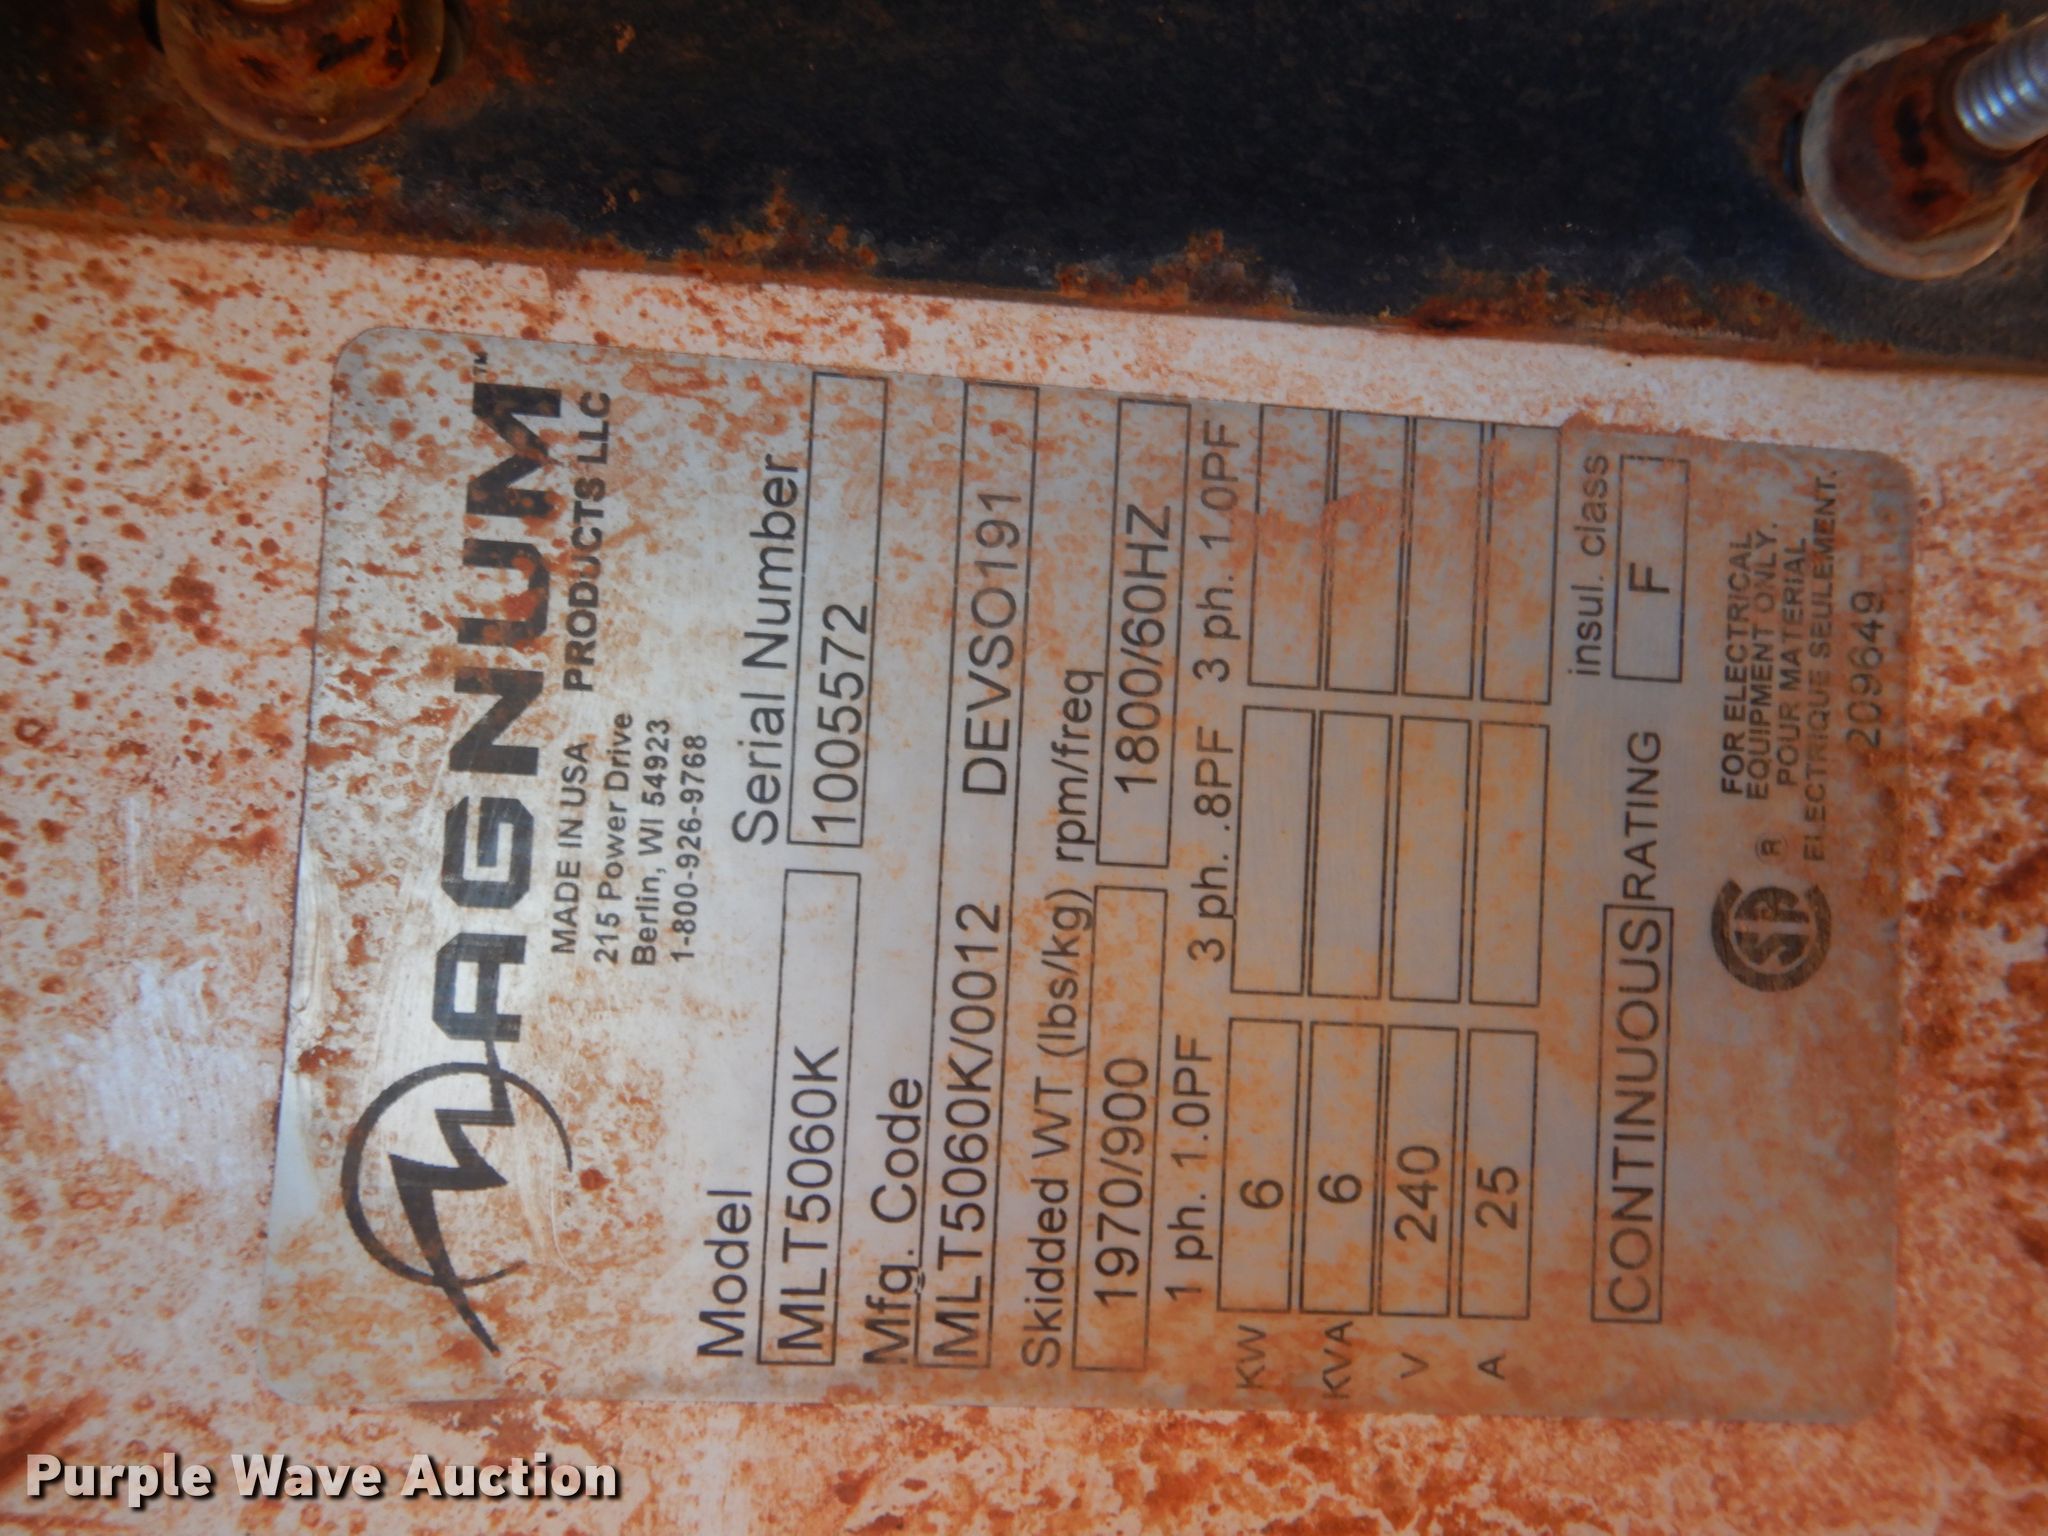 MAGNUM™
MADE IN USA PRODUCTS LLC
215 Power Drive
Berlin, WI 54923
1-800-926-9768
Model Serial Number
MLT5060K 1005572
Mfg. Code
MLT5060K/0012 DEVSO191
Skidded WT (lbs/kg) rpm/freq
1970/900 1800/60HZ
1 ph. 1.0PF 3 ph. .8PF 3 ph. 1.0PF
KW 6
KVA 6
V 240
A 25
insul. class
CONTINUOUS RATING F
FOR ELECTRICAL
EQUIPMENT ONLY.
POUR MATERIAL
ELECTRIQUE SEULEMENT.
209649
Purple Wave Auction